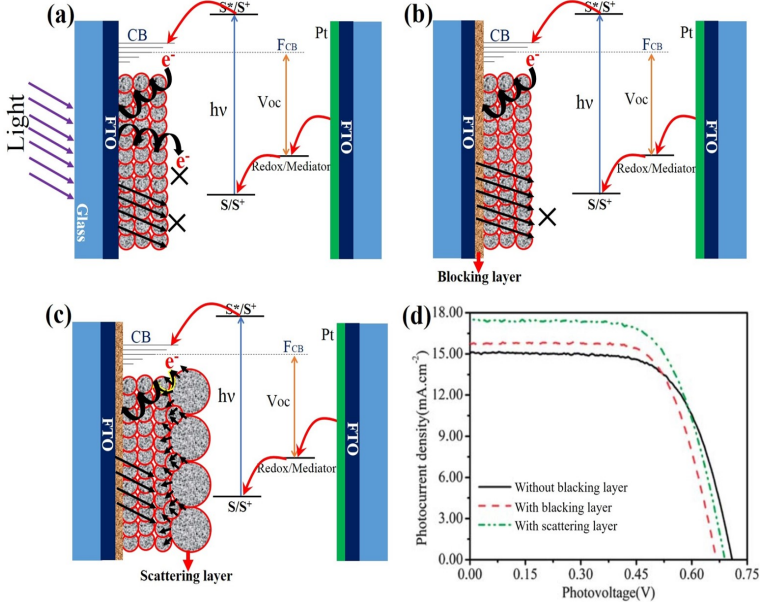 (a)
S*/S+
CB
e-
FCB
Pt
Light
FTO
hν
Voc
FTO
e-
Redox/Mediator
Glass
S/S+
(b)
S*/S+
CB
e-
FCB
Pt
FTO
hν
Voc
FTO
Redox/Mediator
S/S+
Blocking layer
(c)
S*/S+
CB
e-
FCB
Pt
FTO
hν
Voc
FTO
Redox/Mediator
S/S+
Scattering layer
(d)
Photocurrent density(mA.cm-2)
18.00
15.00
12.00
9.00
6.00
3.00
0.00
Without blacking layer
With blacking layer
With scattering layer
0.00 0.15 0.30 0.45 0.60 0.75
Photovoltage(V)